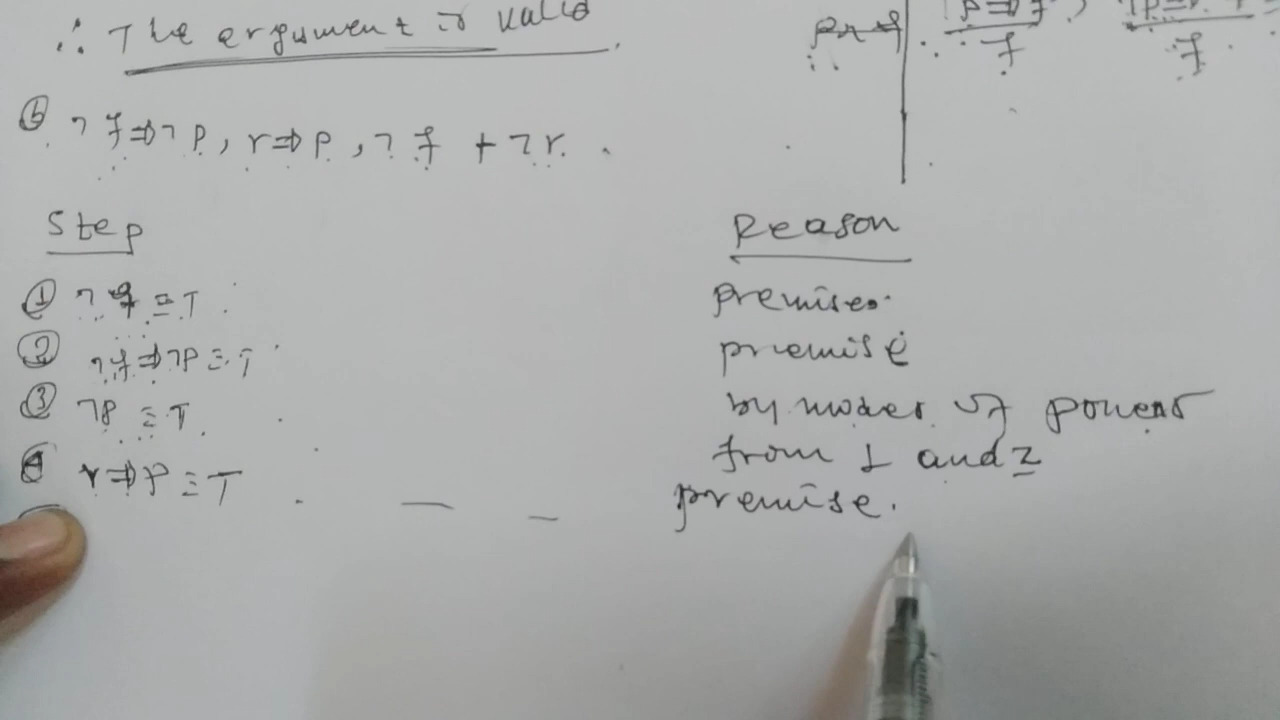 ∴ The argument is valid.
ⓑ ¬q⇒¬p, r⇒p, ¬q ⊢ ¬r.
Step
Reason
① ¬q ≡ T
premises.
② ¬q⇒¬p ≡ T
premise
③ ¬p ≡ T.
by modes of ponens
from 1 and 2
④ r⇒p ≡ T
premise.